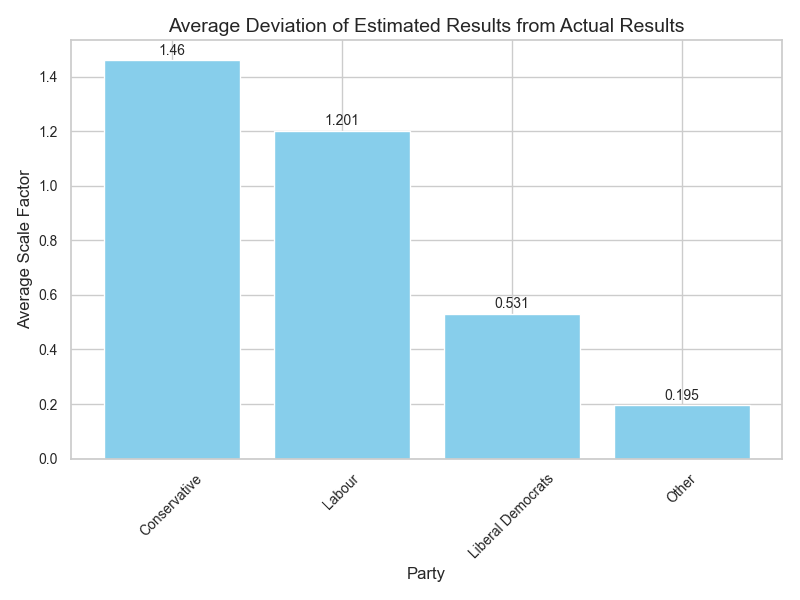 Average Deviation of Estimated Results from Actual Results
1.46
1.201
0.531
0.195
1.4
1.2
1.0
0.8
0.6
0.4
0.2
0.0
Average Scale Factor
Conservative
Labour
Liberal Democrats
Other
Party